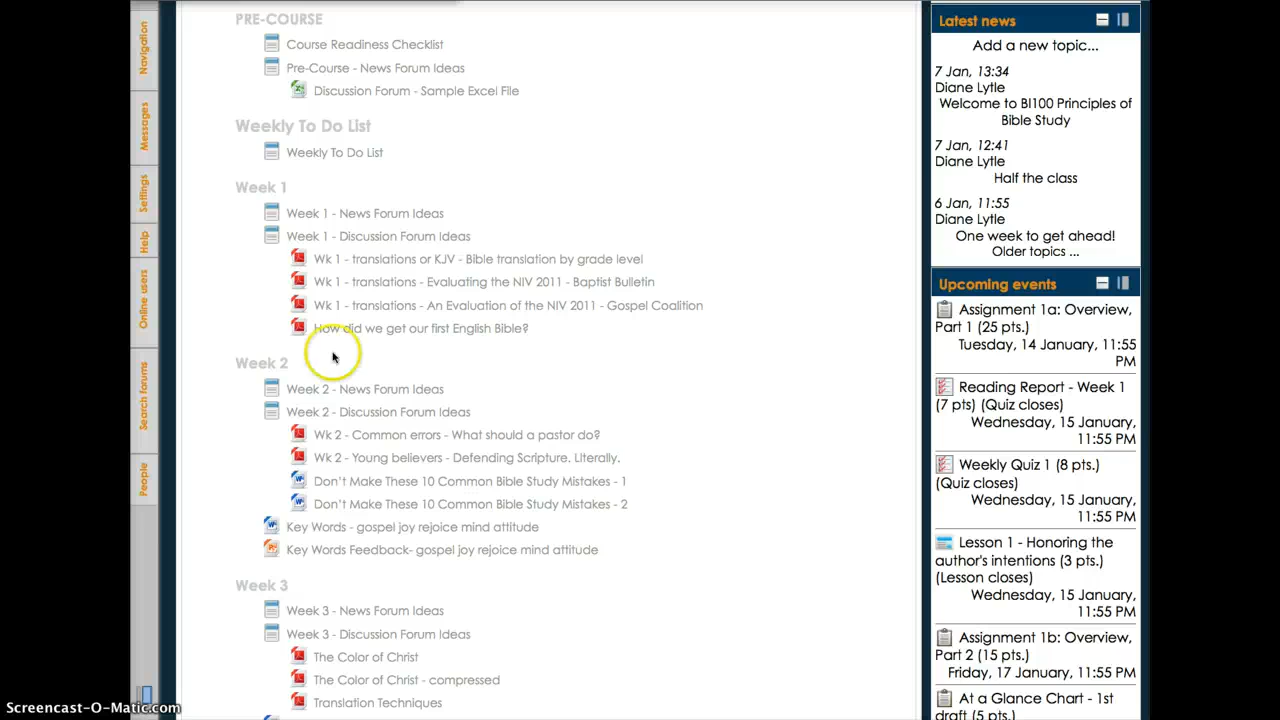 Navigation
Messages
Settings
Help
Online users
Search forums
People
PRE-COURSE
Course Readiness Checklist
Pre-Course - News Forum Ideas
Discussion Forum - Sample Excel File
Weekly To Do List
Weekly To Do List
Week 1
Week 1 - News Forum Ideas
Week 1 - Discussion Forum Ideas
Wk 1 - translations or KJV - Bible translation by grade level
Wk 1 - translations - Evaluating the NIV 2011 - Baptist Bulletin
Wk 1 - translations - An Evaluation of the NIV 2011 - Gospel Coalition
How did we get our first English Bible?
Week 2
Week 2 - News Forum Ideas
Week 2 - Discussion Forum Ideas
Wk 2 - Common errors - What should a pastor do?
Wk 2 - Young believers - Defending Scripture. Literally.
Don't Make These 10 Common Bible Study Mistakes - 1
Don't Make These 10 Common Bible Study Mistakes - 2
Key Words - gospel joy rejoice mind attitude
Key Words Feedback- gospel joy rejoice mind attitude
Week 3
Week 3 - News Forum Ideas
Week 3 - Discussion Forum Ideas
The Color of Christ
The Color of Christ - compressed
Translation Techniques
Latest news
Add a new topic...
7 Jan, 13:34
Diane Lytle
Welcome to BI100 Principles of
Bible Study
7 Jan, 12:41
Diane Lytle
Half the class
6 Jan, 11:55
Diane Lytle
One week to get ahead!
Older topics ...
Upcoming events
Assignment 1a: Overview,
Part 1 (25 pts.)
Tuesday, 14 January, 11:55
PM
Reading Report - Week 1
(7 pts) (Quiz closes)
Wednesday, 15 January,
11:55 PM
Weekly Quiz 1 (8 pts.)
(Quiz closes)
Wednesday, 15 January,
11:55 PM
Lesson 1 - Honoring the
author's intentions (3 pts.)
(Lesson closes)
Wednesday, 15 January,
11:55 PM
Assignment 1b: Overview,
Part 2 (15 pts.)
Friday, 17 January, 11:55 PM
At a Glance Chart - 1st
draft (5 pts.)
Screencast-O-Matic.com